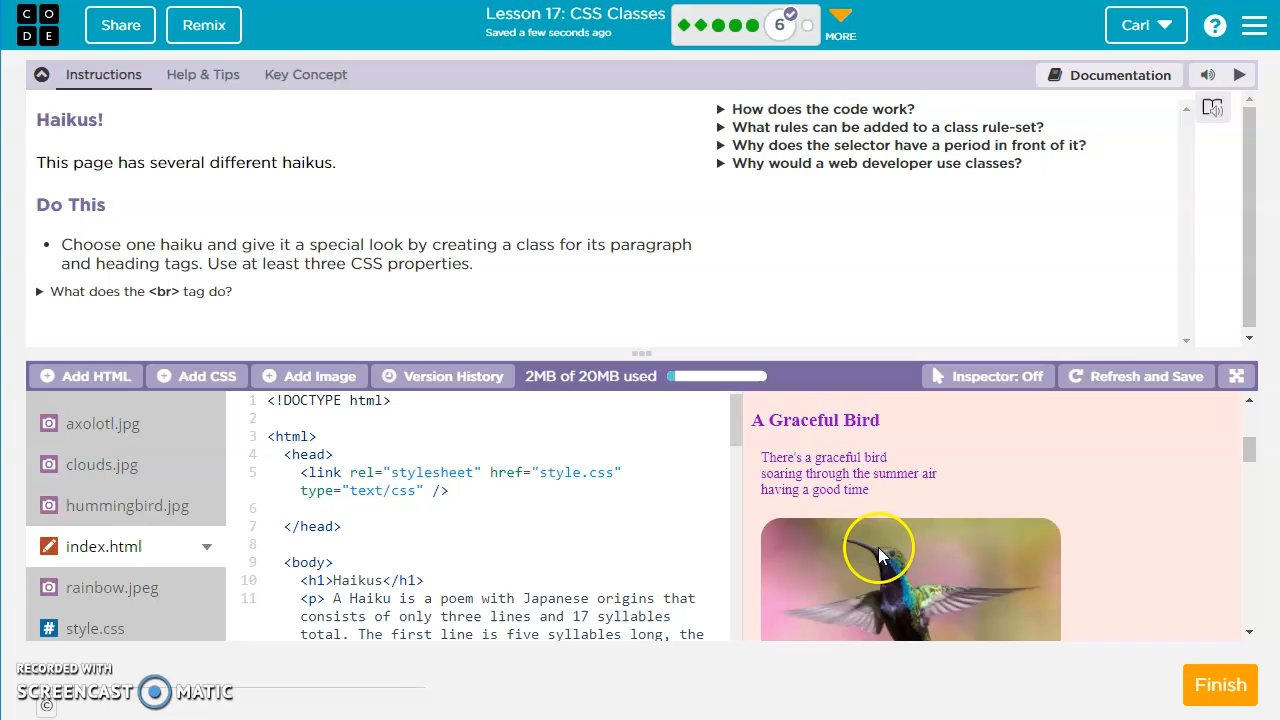 C O
D E
Share
Remix
Lesson 17: CSS Classes
Saved a few seconds ago
6
MORE
Carl
?
Instructions
Help & Tips
Key Concept
Documentation
Haikus!
This page has several different haikus.
Do This
• Choose one haiku and give it a special look by creating a class for its paragraph
and heading tags. Use at least three CSS properties.
What does the <br> tag do?
How does the code work?
What rules can be added to a class rule-set?
Why does the selector have a period in front of it?
Why would a web developer use classes?
Add HTML
Add CSS
Add Image
Version History
2MB of 20MB used
Inspector: Off
Refresh and Save
axolotl.jpg
clouds.jpg
hummingbird.jpg
index.html
rainbow.jpeg
# style.css
1 <!DOCTYPE html>
2
3 <html>
4 <head>
5 <link rel="stylesheet" href="style.css"
type="text/css" />
6
7 </head>
8
9 <body>
10 <h1>Haikus</h1>
11 <p> A Haiku is a poem with Japanese origins that
consists of only three lines and 17 syllables
total. The first line is five syllables long, the
A Graceful Bird
There's a graceful bird
soaring through the summer air
having a good time
RECORDED WITH
SCREENCAST MATIC
©
Finish